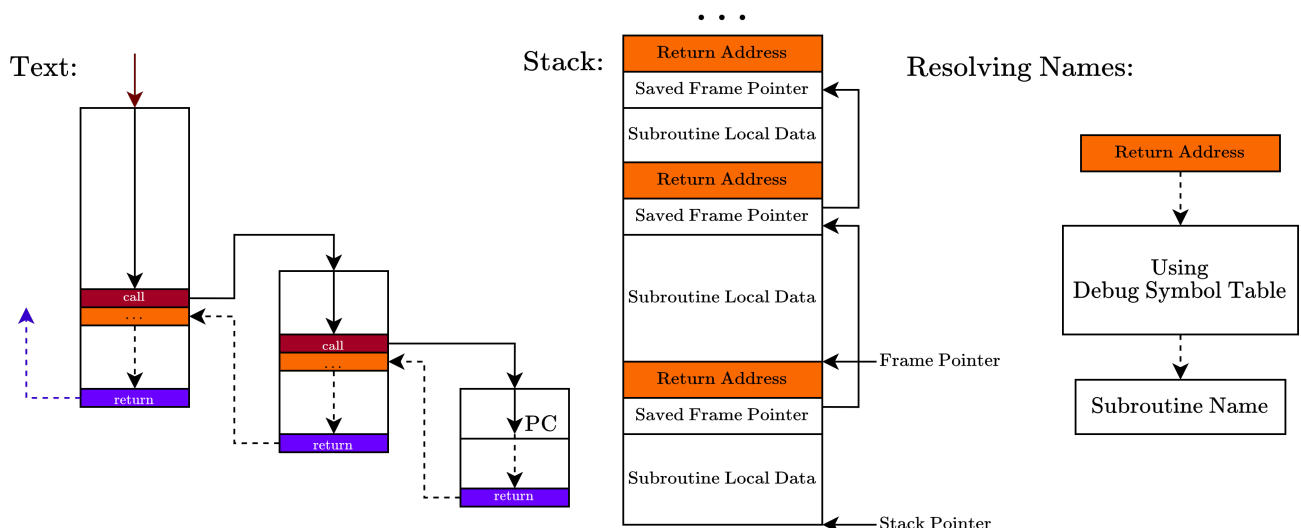 Text:
call
...
return
call
...
return
PC
return
Stack:
...
Return Address
Saved Frame Pointer
Subroutine Local Data
Return Address
Saved Frame Pointer
Subroutine Local Data
Frame Pointer
Return Address
Saved Frame Pointer
Subroutine Local Data
Stack Pointer
Resolving Names:
Return Address
Using
Debug Symbol Table
Subroutine Name